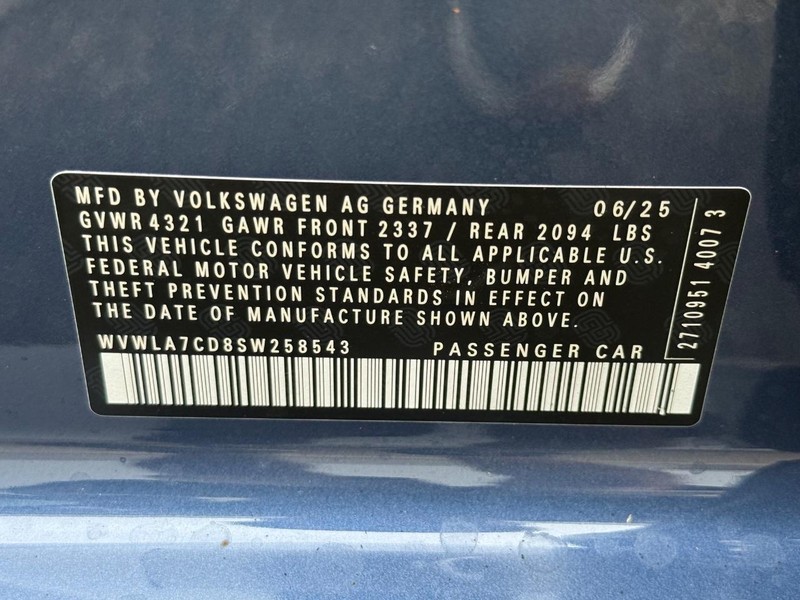 MFD BY VOLKSWAGEN AG GERMANY 06/25
GVWR 4321 GAWR FRONT 2337 / REAR 2094 LBS
THIS VEHICLE CONFORMS TO ALL APPLICABLE U.S.
FEDERAL MOTOR VEHICLE SAFETY, BUMPER AND
THEFT PREVENTION STANDARDS IN EFFECT ON
THE DATE OF MANUFACTURE SHOWN ABOVE.
WVWLA7CD8SW258543 PASSENGER CAR
2710951 4007 3